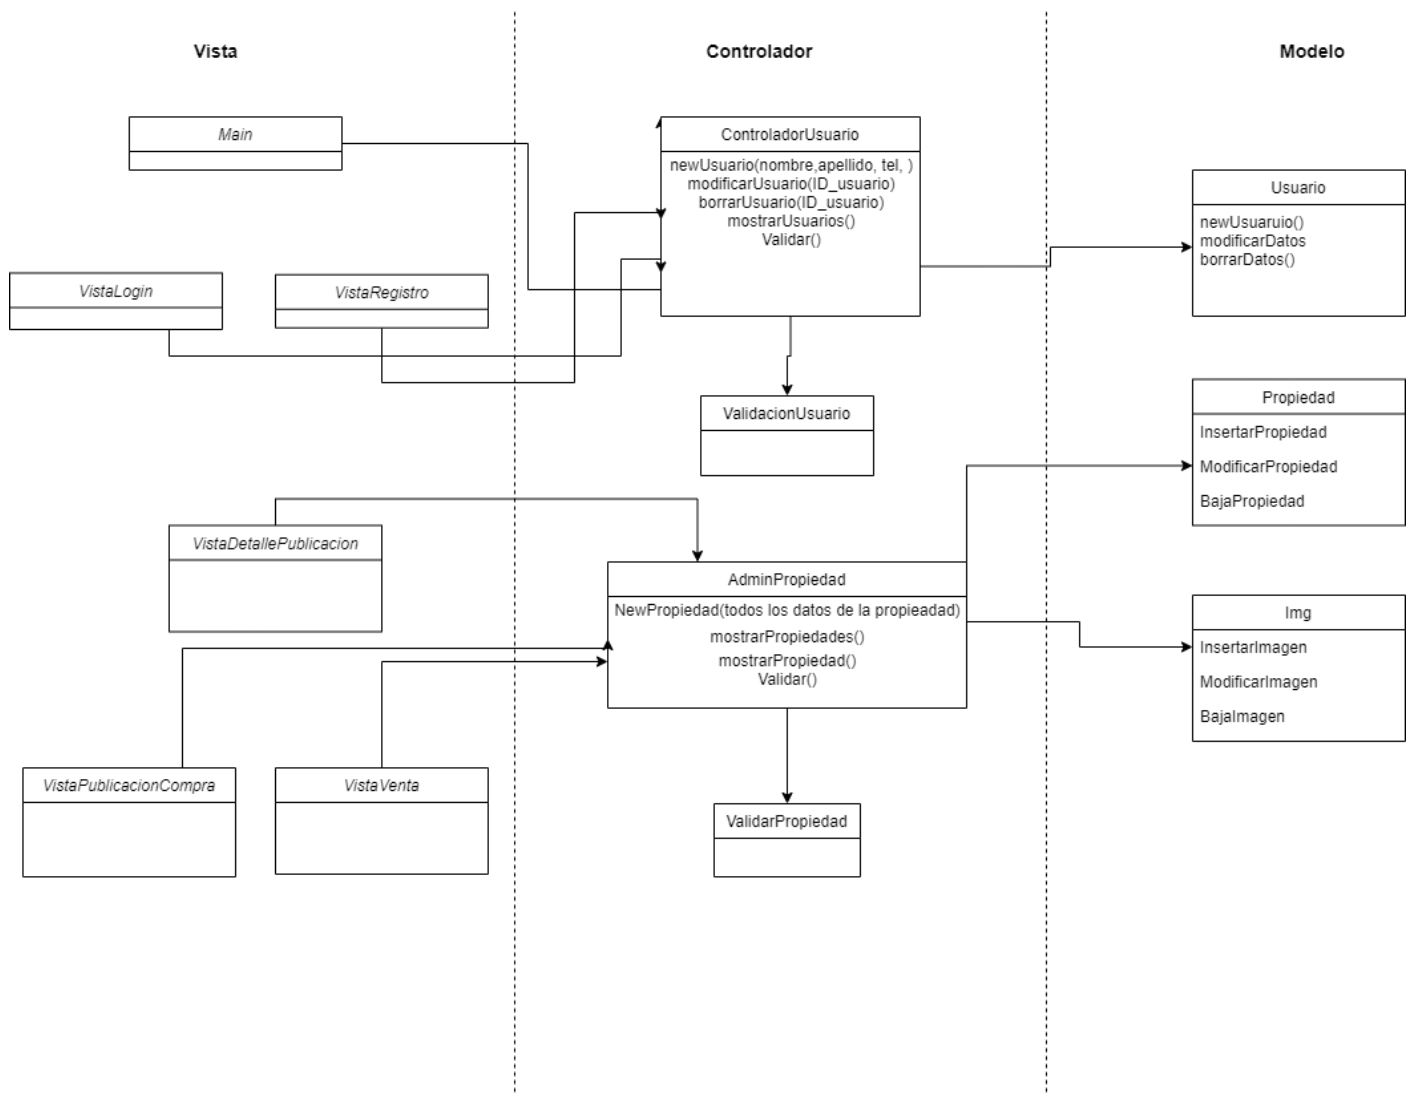 Vista
Controlador
Modelo
Main
ControladorUsuario
newUsuario(nombre,apellido, tel, )
modificarUsuario(ID_usuario)
borrarUsuario(ID_usuario)
mostrarUsuarios()
Validar()
Usuario
newUsuaruio()
modificarDatos
borrarDatos()
VistaLogin
VistaRegistro
ValidacionUsuario
Propiedad
InsertarPropiedad
ModificarPropiedad
BajaPropiedad
VistaDetallePublicacion
AdminPropiedad
NewPropiedad(todos los datos de la propieadad)
mostrarPropiedades()
mostrarPropiedad()
Validar()
Img
InsertarImagen
ModificarImagen
BajaImagen
VistaPublicacionCompra
VistaVenta
ValidarPropiedad